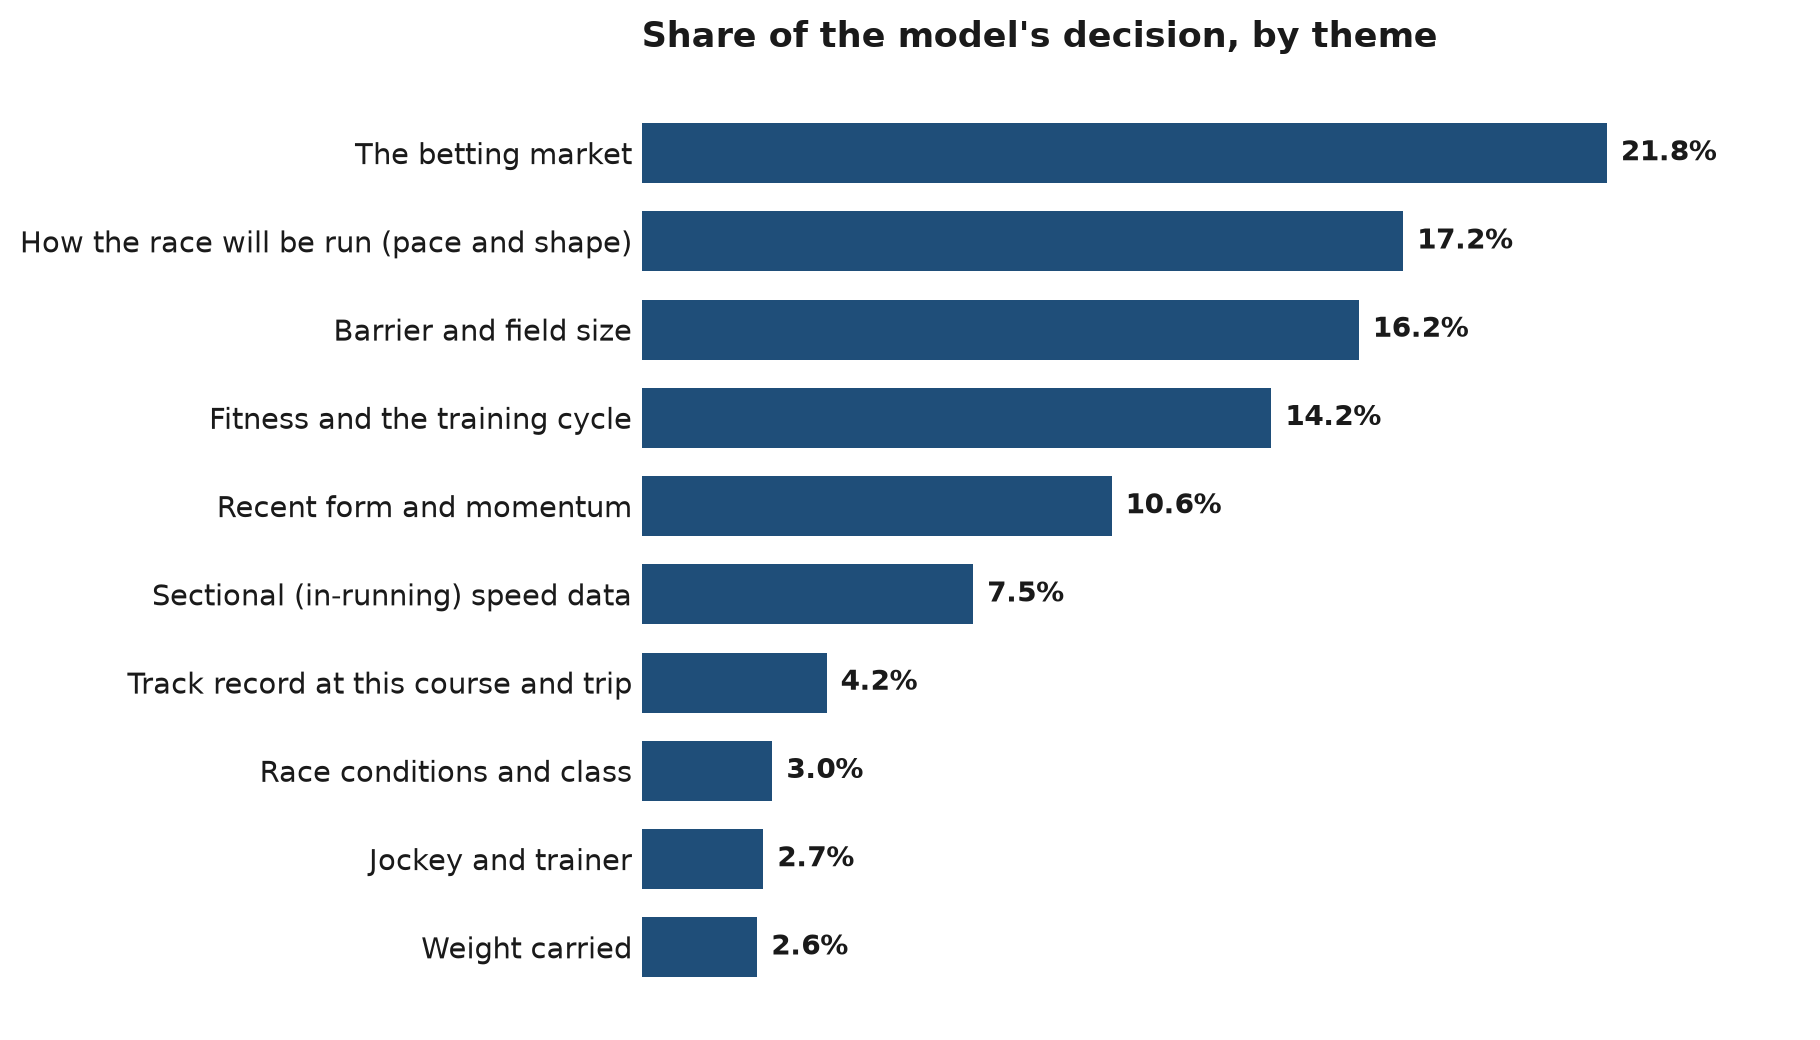 Share of the model's decision, by theme
The betting market 21.8%
How the race will be run (pace and shape) 17.2%
Barrier and field size 16.2%
Fitness and the training cycle 14.2%
Recent form and momentum 10.6%
Sectional (in-running) speed data 7.5%
Track record at this course and trip 4.2%
Race conditions and class 3.0%
Jockey and trainer 2.7%
Weight carried 2.6%